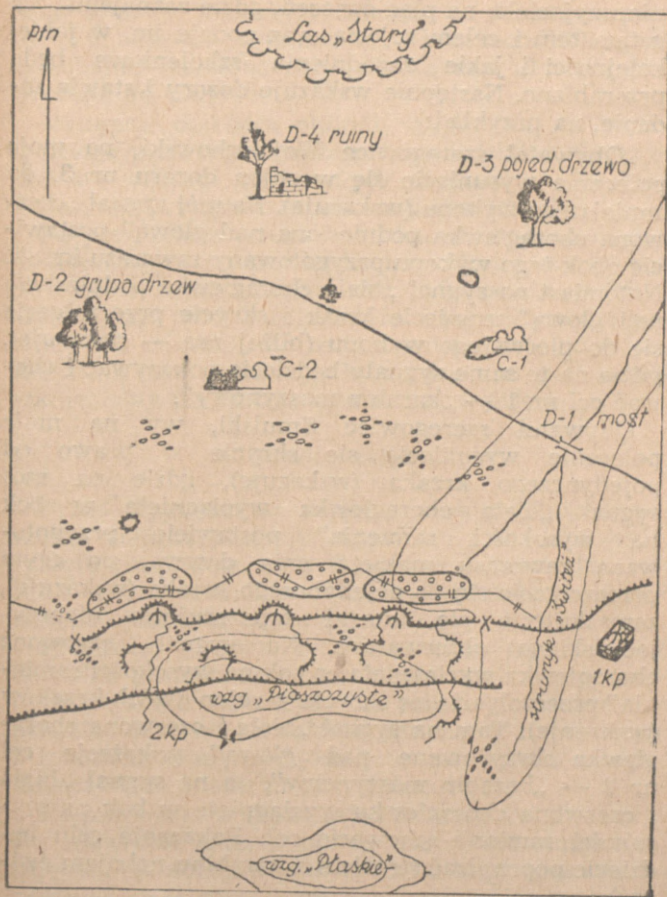 Las „Stary”
Płn
D-4 ruiny
D-3 pojed. drzewo
D-2 grupa drzew
C-1
C-2
D-1 most
strumyk „Świteź”
1kp
wzg „Piaszczyste”
2kp
wzg. „Płaskie”